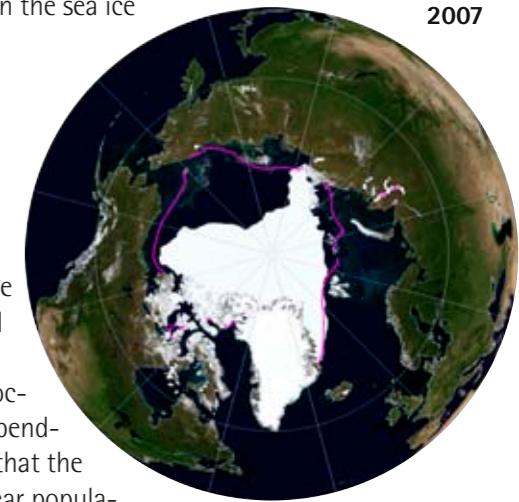 n the sea ice
2007
e
oc-
pend-
that the
ear popula-